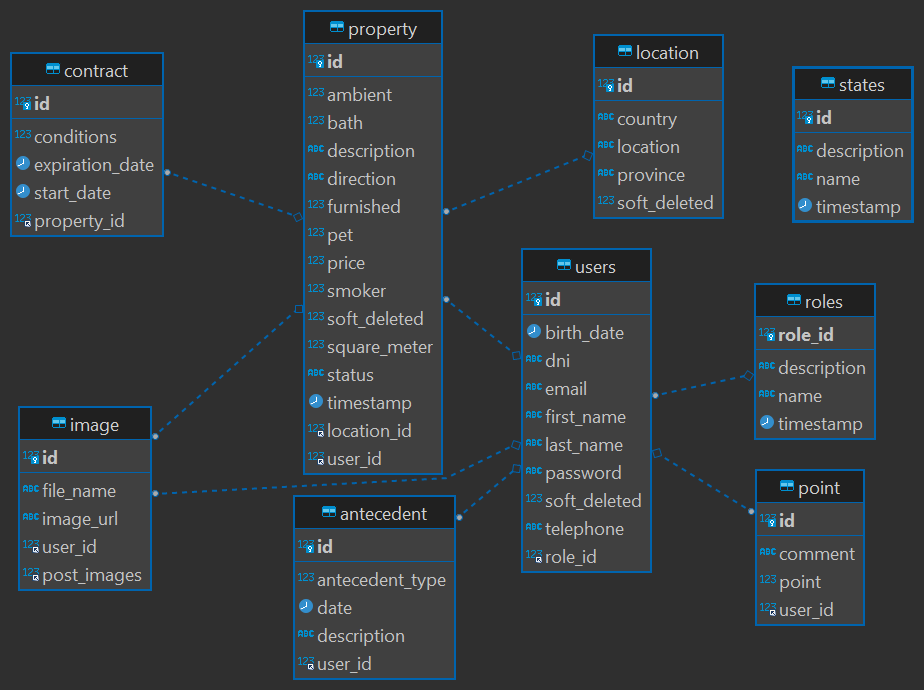 contract
123 id
123 conditions
expiration_date
start_date
123 property_id
property
123 id
123 ambient
123 bath
ABC description
ABC direction
123 furnished
123 pet
123 price
123 smoker
123 soft_deleted
123 square_meter
ABC status
timestamp
123 location_id
123 user_id
location
123 id
ABC country
ABC location
ABC province
123 soft_deleted
states
123 id
ABC description
ABC name
timestamp
users
123 id
birth_date
ABC dni
ABC email
ABC first_name
ABC last_name
ABC password
123 soft_deleted
ABC telephone
123 role_id
roles
123 role_id
ABC description
ABC name
timestamp
image
123 id
ABC file_name
ABC image_url
123 user_id
123 post_images
antecedent
123 id
123 antecedent_type
date
ABC description
123 user_id
point
123 id
ABC comment
123 point
123 user_id